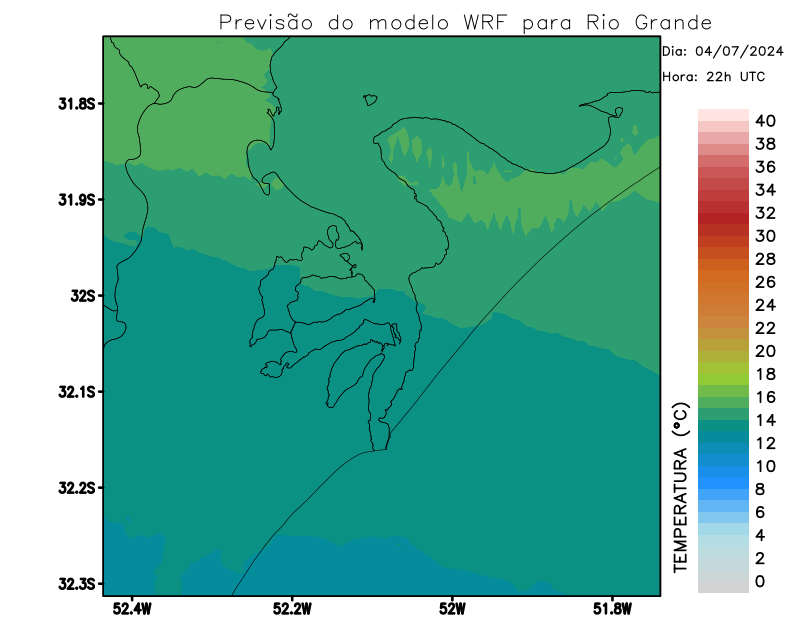 Previsão do modelo WRF para Rio Grande
Dia: 04/07/2024
Hora: 22h UTC
31.8S
31.9S
32S
32.1S
32.2S
32.3S
52.4W
52.2W
52W
51.8W
TEMPERATURA (°C)
40
38
36
34
32
30
28
26
24
22
20
18
16
14
12
10
8
6
4
2
0